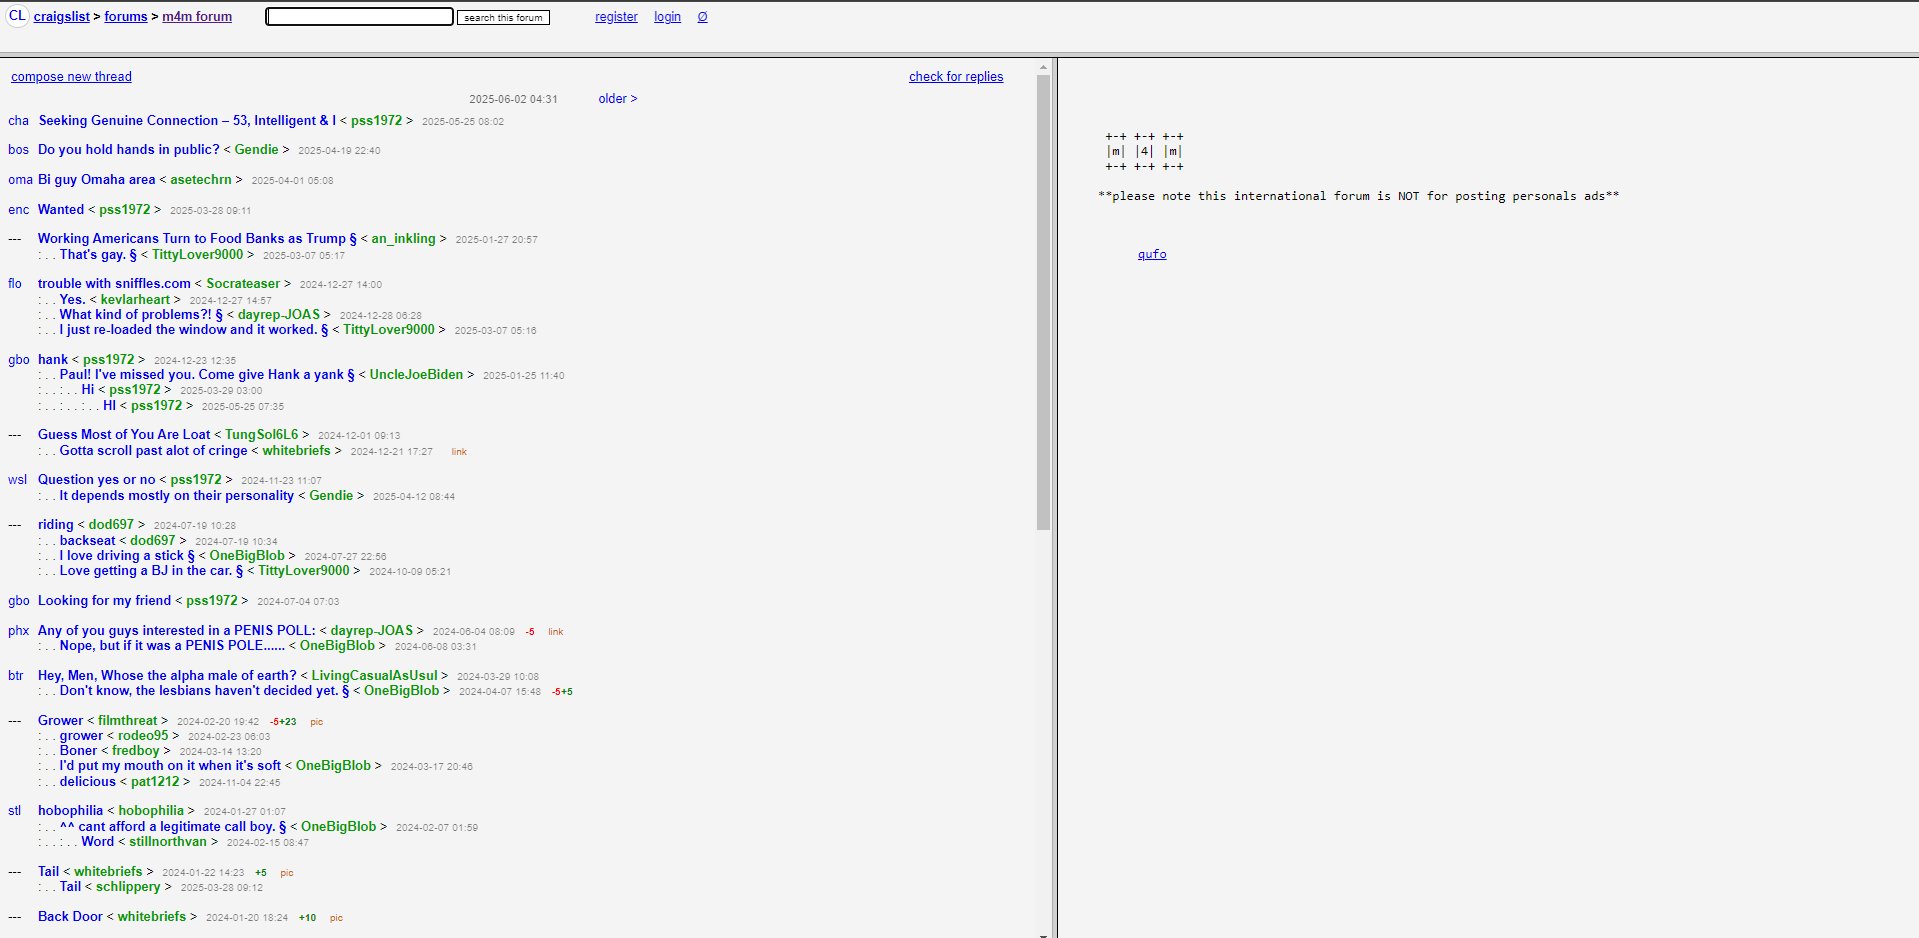 CL craigslist > forums > m4m forum search this forum register login Ø
compose new thread check for replies
2025-06-02 04:31 older >
cha Seeking Genuine Connection – 53, Intelligent & I < pss1972 > 2025-05-25 08:02
bos Do you hold hands in public? < Gendie > 2025-04-19 22:40
oma Bi guy Omaha area < asetechrn > 2025-04-01 05:08
enc Wanted < pss1972 > 2025-03-28 09:11
--- Working Americans Turn to Food Banks as Trump § < an_inkling > 2025-01-27 20:57
: . . That's gay. § < TittyLover9000 > 2025-03-07 05:17
flo trouble with sniffles.com < Socrateaser > 2024-12-27 14:00
: . . Yes. < kevlarheart > 2024-12-27 14:57
: . . What kind of problems?! § < dayrep-JOAS > 2024-12-28 06:28
: . . I just re-loaded the window and it worked. § < TittyLover9000 > 2025-03-07 05:16
gbo hank < pss1972 > 2024-12-23 12:35
: . . Paul! I've missed you. Come give Hank a yank § < UncleJoeBiden > 2025-01-25 11:40
: . . : . . Hi < pss1972 > 2025-03-29 03:00
: . . : . . : . . HI < pss1972 > 2025-05-25 07:35
--- Guess Most of You Are Loat < TungSol6L6 > 2024-12-01 09:13
: . . Gotta scroll past alot of cringe < whitebriefs > 2024-12-21 17:27 link
wsl Question yes or no < pss1972 > 2024-11-23 11:07
: . . It depends mostly on their personality < Gendie > 2025-04-12 08:44
--- riding < dod697 > 2024-07-19 10:28
: . . backseat < dod697 > 2024-07-19 10:34
: . . I love driving a stick § < OneBigBlob > 2024-07-27 22:56
: . . Love getting a BJ in the car. § < TittyLover9000 > 2024-10-09 05:21
gbo Looking for my friend < pss1972 > 2024-07-04 07:03
phx Any of you guys interested in a PENIS POLL: < dayrep-JOAS > 2024-06-04 08:09 -5 link
: . . Nope, but if it was a PENIS POLE...... < OneBigBlob > 2024-06-08 03:31
btr Hey, Men, Whose the alpha male of earth? < LivingCasualAsUsul > 2024-03-29 10:08
: . . Don't know, the lesbians haven't decided yet. § < OneBigBlob > 2024-04-07 15:48 -5+5
--- Grower < filmthreat > 2024-02-20 19:42 -5+23 pic
: . . grower < rodeo95 > 2024-02-23 06:03
: . . Boner < fredboy > 2024-03-14 13:20
: . . I'd put my mouth on it when it's soft < OneBigBlob > 2024-03-17 20:46
: . . delicious < pat1212 > 2024-11-04 22:45
stl hobophilia < hobophilia > 2024-01-27 01:07
: . . ^^ cant afford a legitimate call boy. § < OneBigBlob > 2024-02-07 01:59
: . . : . . Word < stillnorthvan > 2024-02-15 08:47
--- Tail < whitebriefs > 2024-01-22 14:23 +5 pic
: . . Tail < schlippery > 2025-03-28 09:12
--- Back Door < whitebriefs > 2024-01-20 18:24 +10 pic
+-+ +-+ +-+
|m| |4| |m|
+-+ +-+ +-+
**please note this international forum is NOT for posting personals ads**
qufo